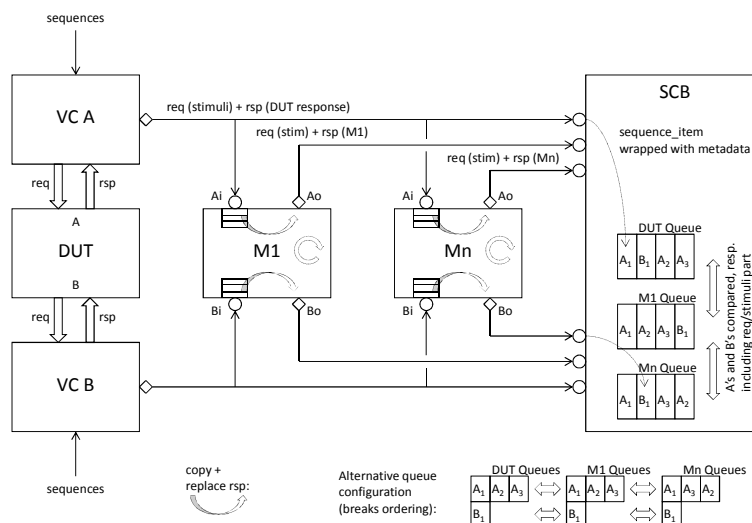 sequences
VC A
req (stimuli) + rsp (DUT response)
req (stim) + rsp (M1)
req (stim) + rsp (Mn)
SCB
sequence_item
wrapped with metadata
req
rsp
A
DUT
B
Ai
Ao
M1
Bi
Bo
Ai
Ao
Mn
Bi
Bo
DUT Queue
A1 B1 A2 A3
M1 Queue
A1 A2 A3 B1
Mn Queue
A1 B1 A3 A2
A's and B's compared, resp.
including req/stimuli part
req
rsp
VC B
sequences
copy +
replace rsp:
Alternative queue
configuration
(breaks ordering):
DUT Queues
M1 Queues
Mn Queues
A1 A2 A3
A1 A2 A3
A1 A3 A2
B1
B1
B1